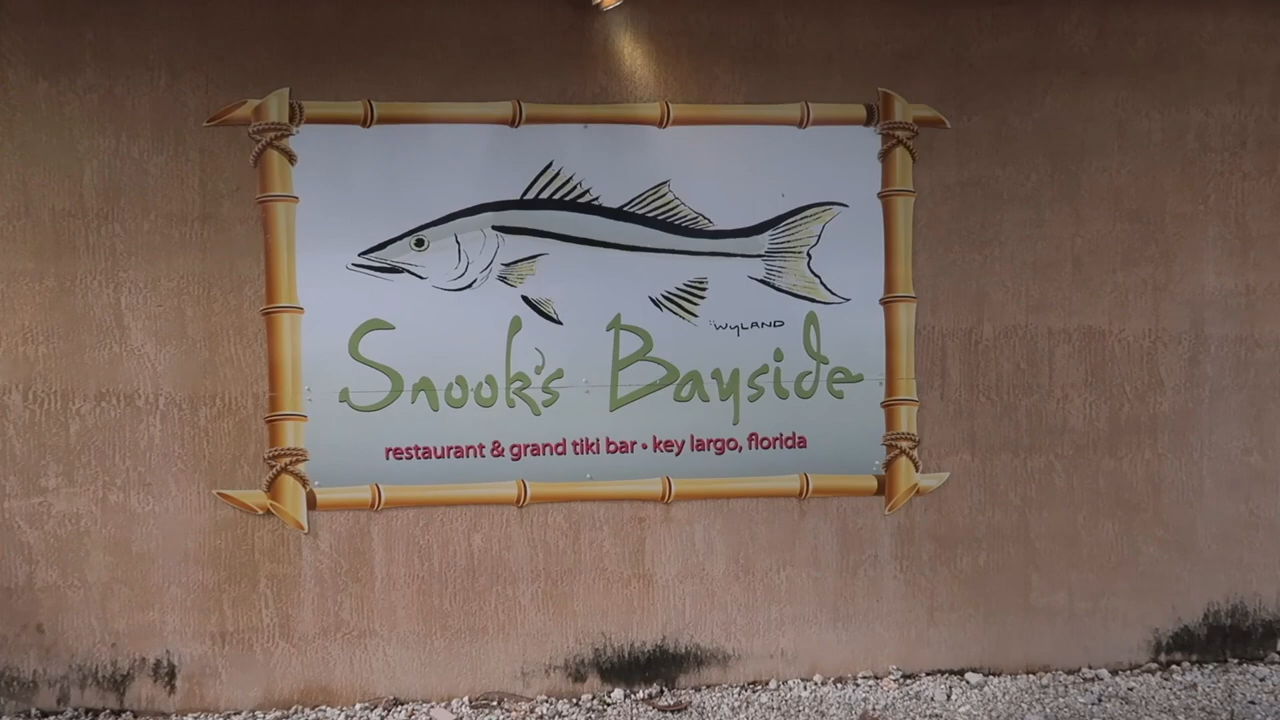 WYLAND
Snook's Bayside
restaurant & grand tiki bar • key largo, florida